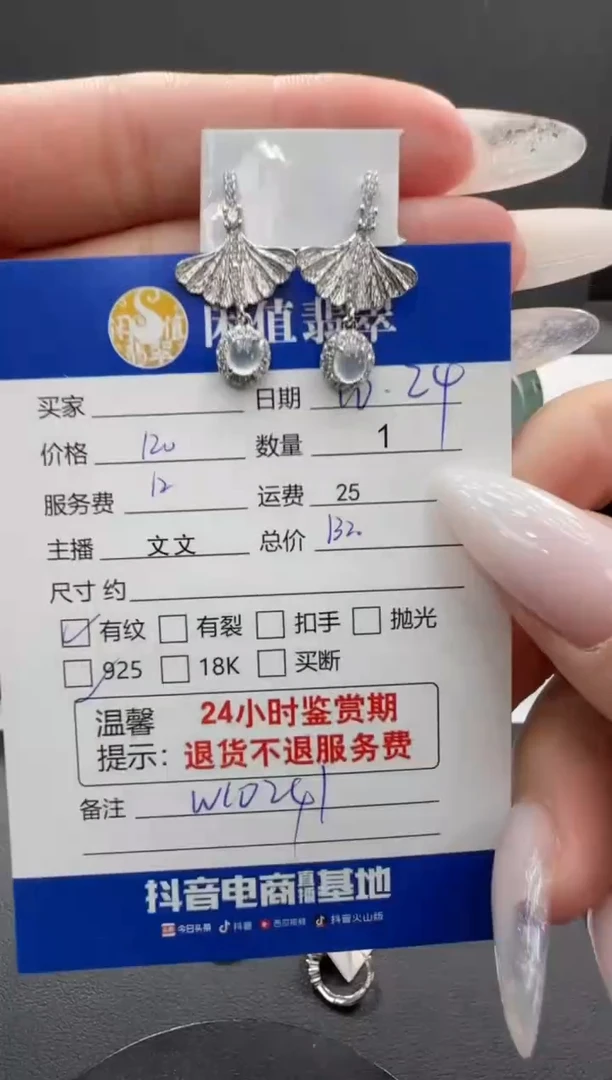 值翡翠
买家 日期 10.24
价格 120 数量 1
服务费 12 运费 25
主播 文文 总价 132
尺寸 约
☑有纹 □有裂 □扣手 □抛光
□925 □18K □买断
温馨 24小时鉴赏期
提示：退货不退服务费
备注 W10241
抖音电商直播基地
今日头条 抖音 西瓜视频 抖音火山版